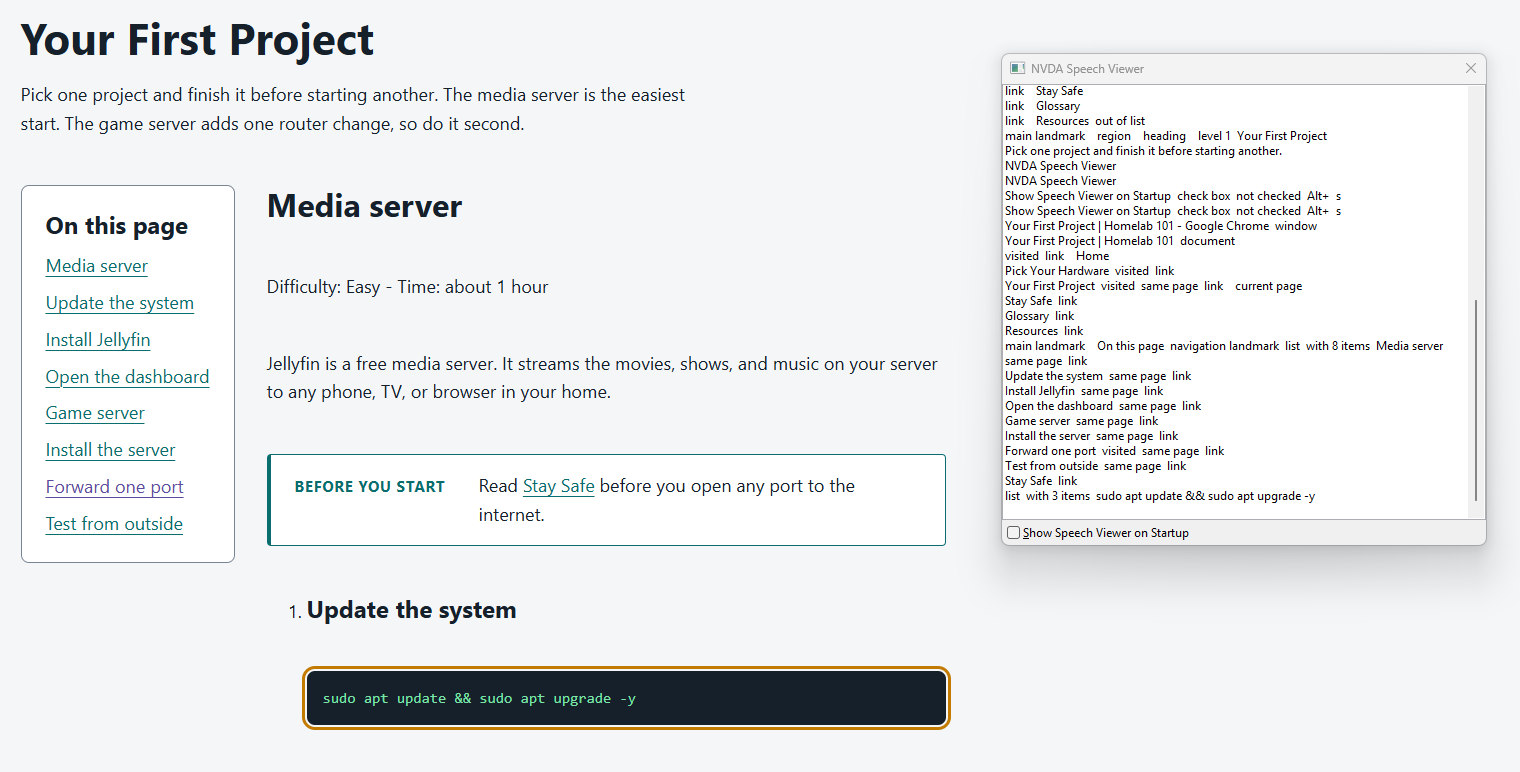 Your First Project
Pick one project and finish it before starting another. The media server is the easiest
start. The game server adds one router change, so do it second.
On this page
Media server
Update the system
Install Jellyfin
Open the dashboard
Game server
Install the server
Forward one port
Test from outside
Media server
Difficulty: Easy - Time: about 1 hour
Jellyfin is a free media server. It streams the movies, shows, and music on your server
to any phone, TV, or browser in your home.
BEFORE YOU START
Read Stay Safe before you open any port to the
internet.
1. Update the system
sudo apt update && sudo apt upgrade -y
NVDA Speech Viewer
link Stay Safe
link Glossary
link Resources out of list
main landmark region heading level 1 Your First Project
Pick one project and finish it before starting another.
NVDA Speech Viewer
NVDA Speech Viewer
Show Speech Viewer on Startup check box not checked Alt+ s
Show Speech Viewer on Startup check box not checked Alt+ s
Your First Project | Homelab 101 - Google Chrome window
Your First Project | Homelab 101 document
visited link Home
Pick Your Hardware visited link
Your First Project visited same page link current page
Stay Safe link
Glossary link
Resources link
main landmark On this page navigation landmark list with 8 items Media server
same page link
Update the system same page link
Install Jellyfin same page link
Open the dashboard same page link
Game server same page link
Install the server same page link
Forward one port visited same page link
Test from outside same page link
Stay Safe link
list with 3 items sudo apt update && sudo apt upgrade -y
Show Speech Viewer on Startup